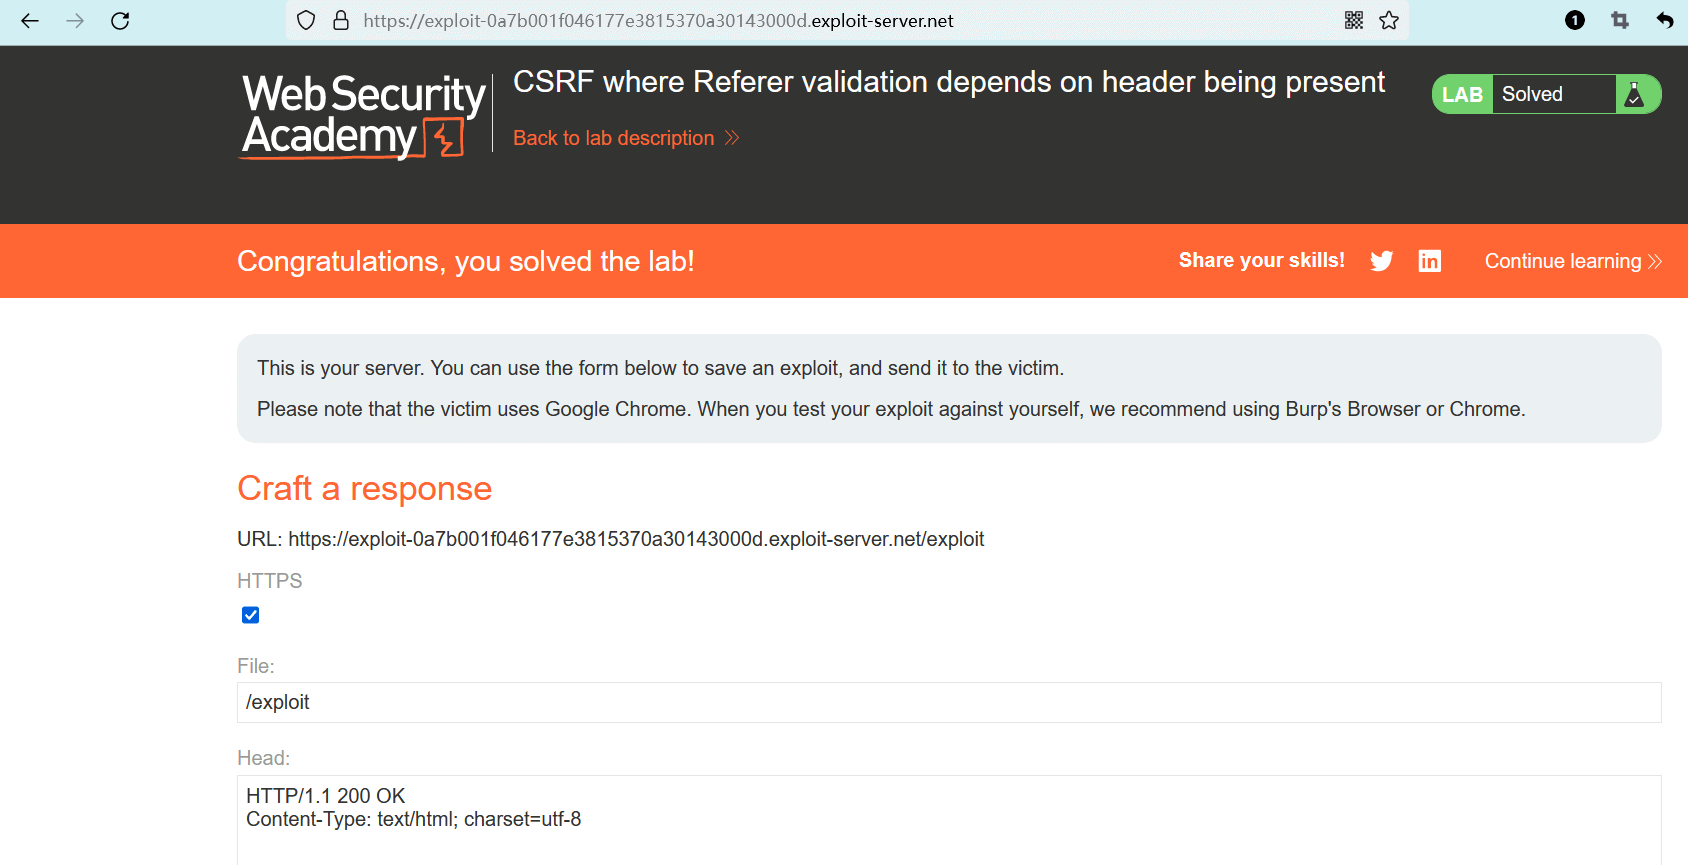 https://exploit-0a7b001f046177e3815370a30143000d.exploit-server.net
1
Web Security
Academy
CSRF where Referer validation depends on header being present
Back to lab description
LAB Solved
Congratulations, you solved the lab!
Share your skills!
in
Continue learning
This is your server. You can use the form below to save an exploit, and send it to the victim.
Please note that the victim uses Google Chrome. When you test your exploit against yourself, we recommend using Burp's Browser or Chrome.
Craft a response
URL: https://exploit-0a7b001f046177e3815370a30143000d.exploit-server.net/exploit
HTTPS
File:
/exploit
Head:
HTTP/1.1 200 OK
Content-Type: text/html; charset=utf-8